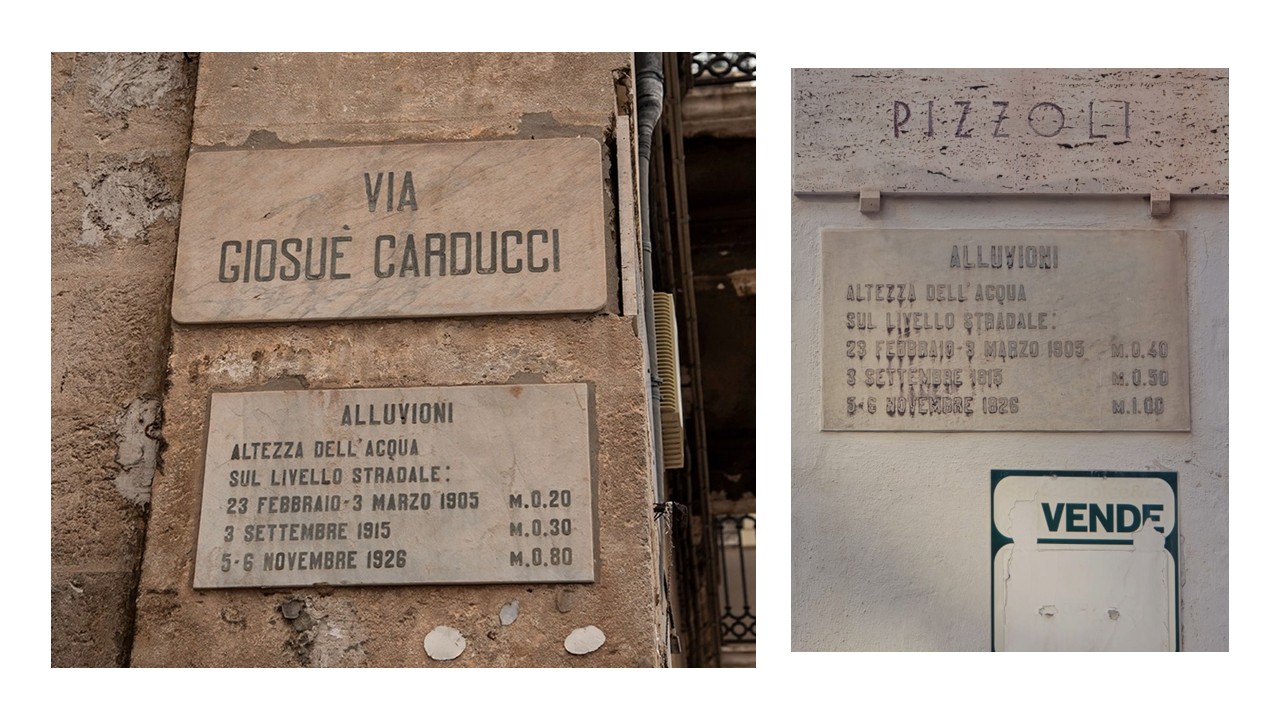 VIA
GIOSUÈ CARDUCCI
ALLUVIONI
ALTEZZA DELL'ACQUA
SUL LIVELLO STRADALE:
23 FEBBRAIO-3 MARZO 1905 M.0.20
3 SETTEMBRE 1915 M.0.30
5-6 NOVEMBRE 1926 M.0.80
PIZZOLI
ALLUVIONI
ALTEZZA DELL'ACQUA
SUL LIVELLO STRADALE:
23 FEBBRAIO-3 MARZO 1905 M.0.40
3 SETTEMBRE 1915 M.0.50
5-6 NOVEMBRE 1926 M.1.00
VENDE